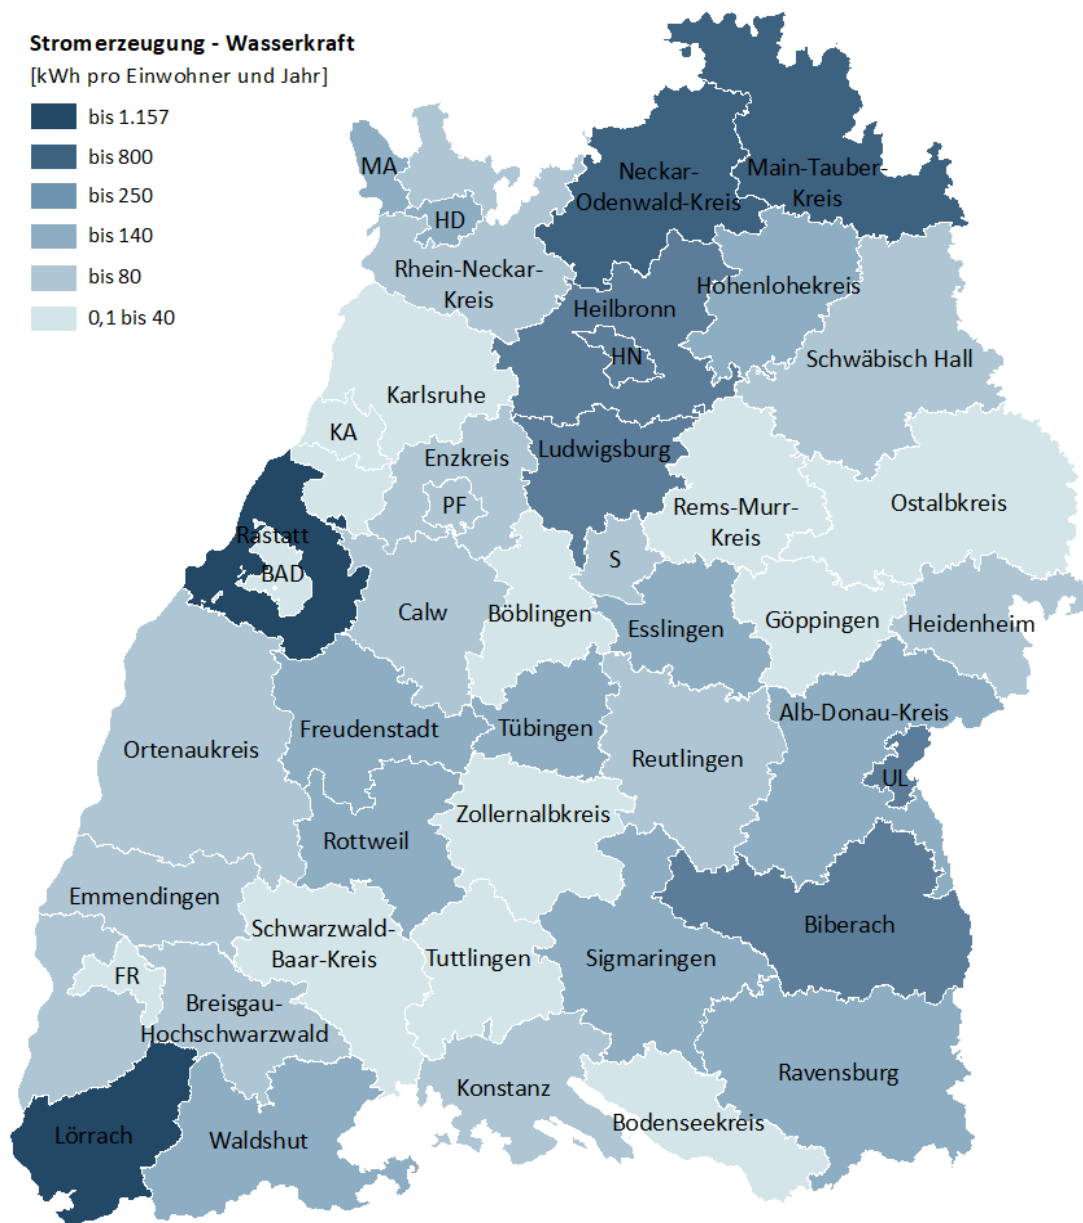 Stromerzeugung - Wasserkraft
[kWh pro Einwohner und Jahr]
bis 1.157
bis 800
bis 250
bis 140
bis 80
0,1 bis 40
MA
Neckar-
Odenwald-Kreis
Main-Tauber-
Kreis
HD
Rhein-Neckar-
Kreis
Hohenlohekreis
Heilbronn
HN
Schwäbisch Hall
Karlsruhe
KA
Enzkreis
Ludwigsburg
PF
Rems-Murr-
Kreis
Ostalbkreis
Rastatt
BAD
S
Calw
Böblingen
Esslingen
Göppingen
Heidenheim
Freudenstadt
Tübingen
Alb-Donau-Kreis
Ortenaukreis
Reutlingen
UL
Zollernalbkreis
Rottweil
Emmendingen
Schwarzwald-
Baar-Kreis
Tuttlingen
Sigmaringen
Biberach
FR
Breisgau-
Hochschwarzwald
Konstanz
Ravensburg
Bodenseekreis
Lörrach
Waldshut